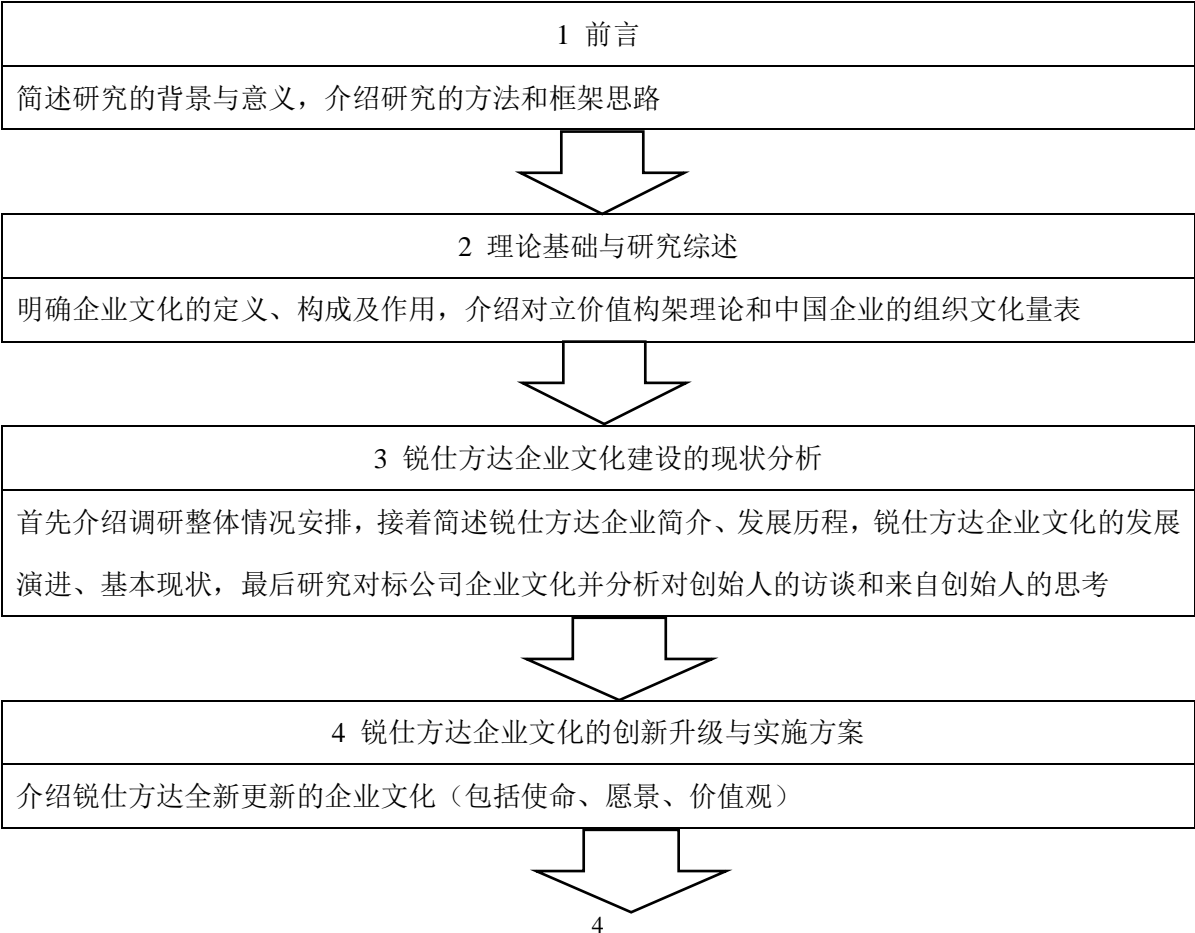 1 前言
简述研究的背景与意义，介绍研究的方法和框架思路
2 理论基础与研究综述
明确企业文化的定义、构成及作用，介绍对立价值构架理论和中国企业的组织文化量表
3 锐仕方达企业文化建设的现状分析
首先介绍调研整体情况安排，接着简述锐仕方达企业简介、发展历程，锐仕方达企业文化的发展
演进、基本现状，最后研究对标公司企业文化并分析对创始人的访谈和来自创始人的思考
4 锐仕方达企业文化的创新升级与实施方案
介绍锐仕方达全新更新的企业文化（包括使命、愿景、价值观）
4